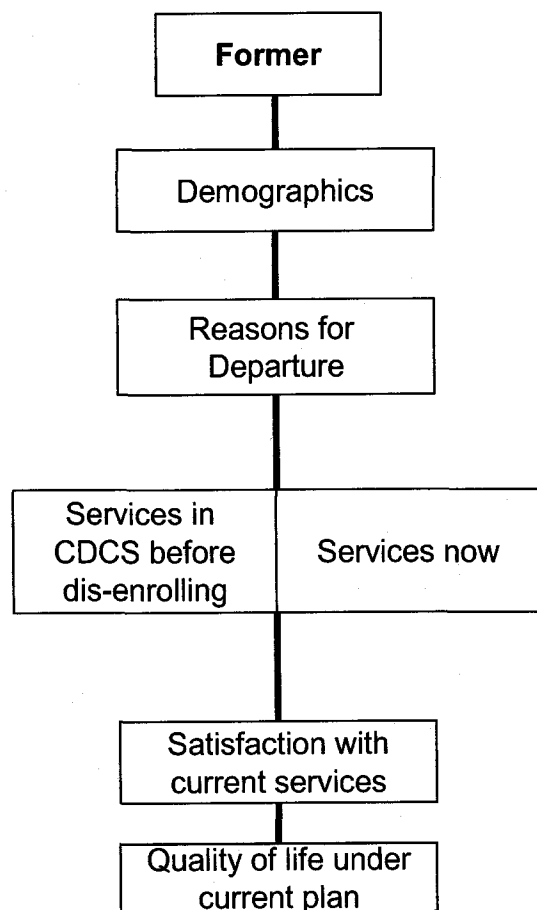 Former
Demographics
Reasons for
Departure
Services in
CDCS before
dis-enrolling
Services now
Satisfaction with
current services
Quality of life under
current plan